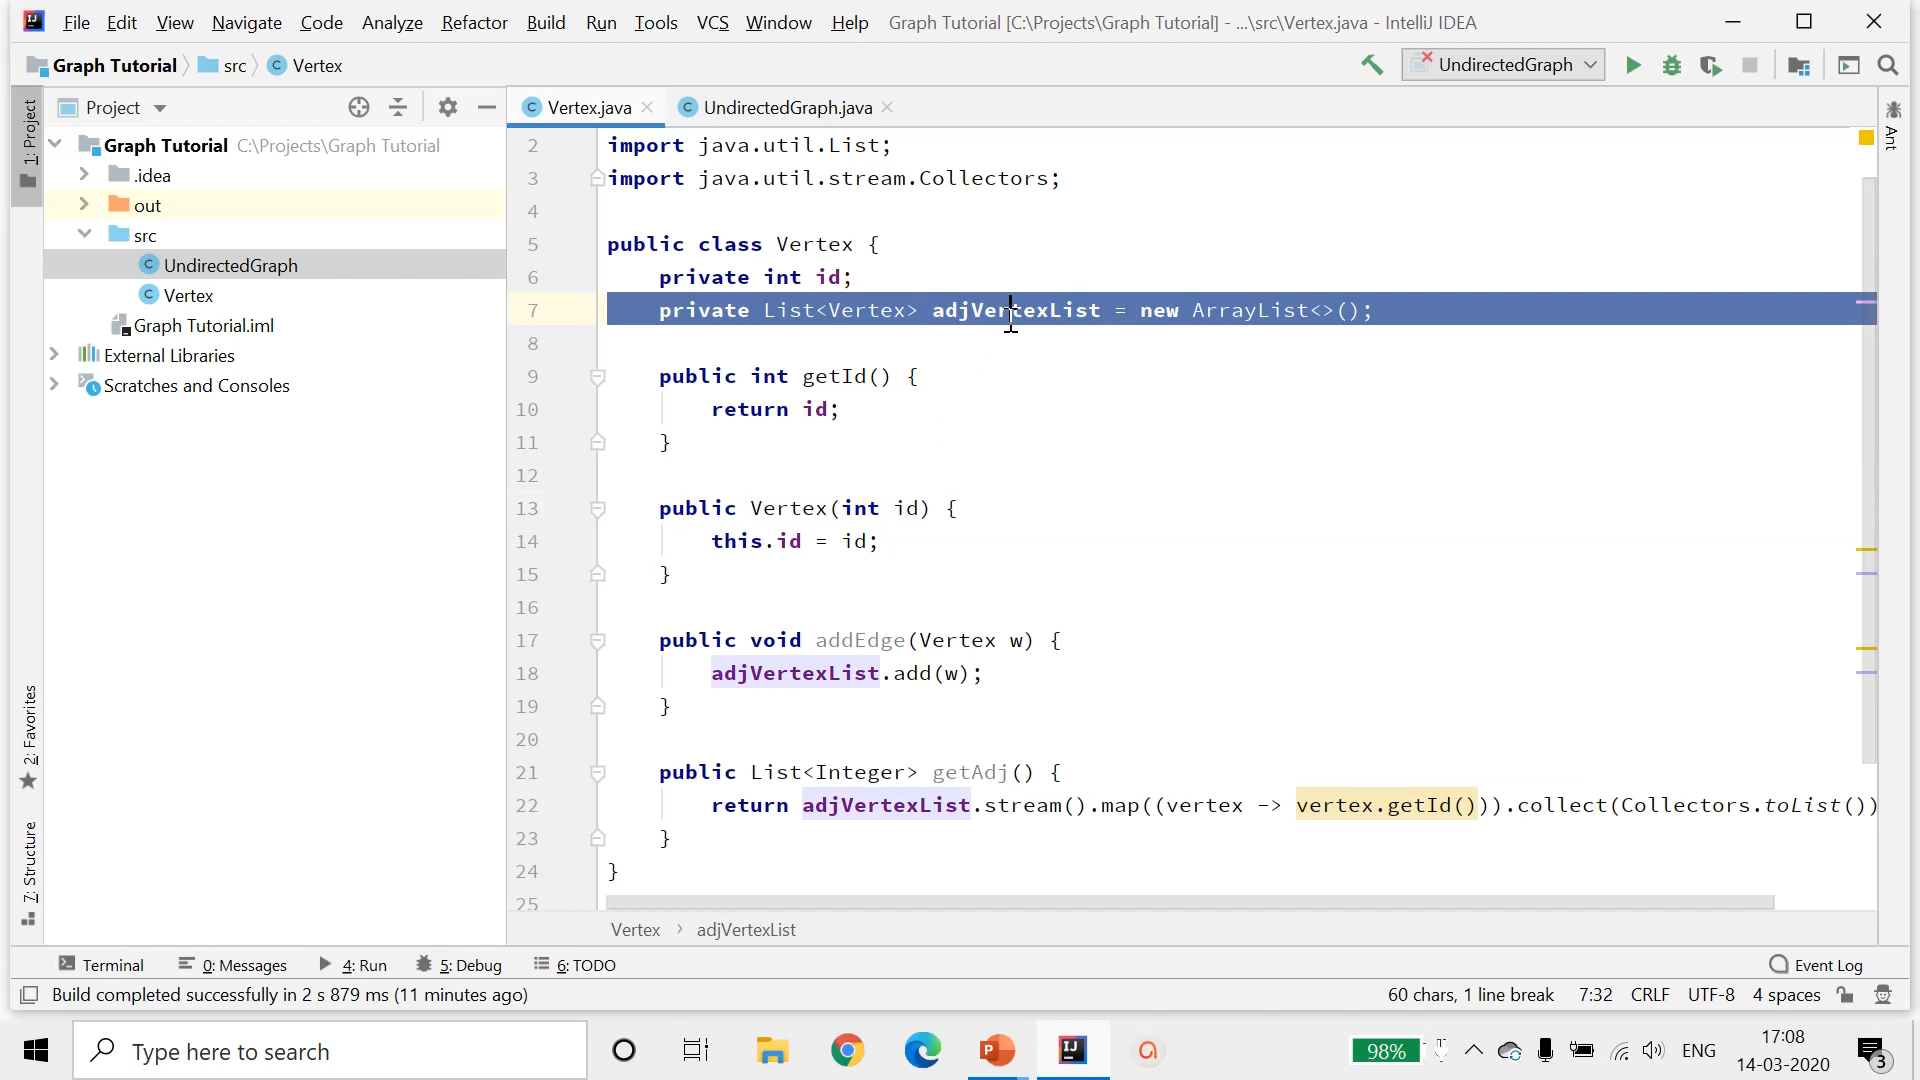 File Edit View Navigate Code Analyze Refactor Build Run Tools VCS Window Help Graph Tutorial [C:\Projects\Graph Tutorial] - ...\src\Vertex.java - IntelliJ IDEA
Graph Tutorial src Vertex UndirectedGraph
Project Vertex.java UndirectedGraph.java
1: Project
Graph Tutorial C:\Projects\Graph Tutorial
.idea
out
src
UndirectedGraph
Vertex
Graph Tutorial.iml
External Libraries
Scratches and Consoles
2: Favorites
7: Structure
2 import java.util.List;
3 import java.util.stream.Collectors;
4
5 public class Vertex {
6 private int id;
7 private List<Vertex> adjVertexList = new ArrayList<>();
8
9 public int getId() {
10 return id;
11 }
12
13 public Vertex(int id) {
14 this.id = id;
15 }
16
17 public void addEdge(Vertex w) {
18 adjVertexList.add(w);
19 }
20
21 public List<Integer> getAdj() {
22 return adjVertexList.stream().map((vertex -> vertex.getId())).collect(Collectors.toList())
23 }
24 }
25
Ant
Vertex › adjVertexList
Terminal 0: Messages 4: Run 5: Debug 6: TODO Event Log
Build completed successfully in 2 s 879 ms (11 minutes ago) 60 chars, 1 line break 7:32 CRLF UTF-8 4 spaces
Type here to search 98% ENG 17:08
14-03-2020 3